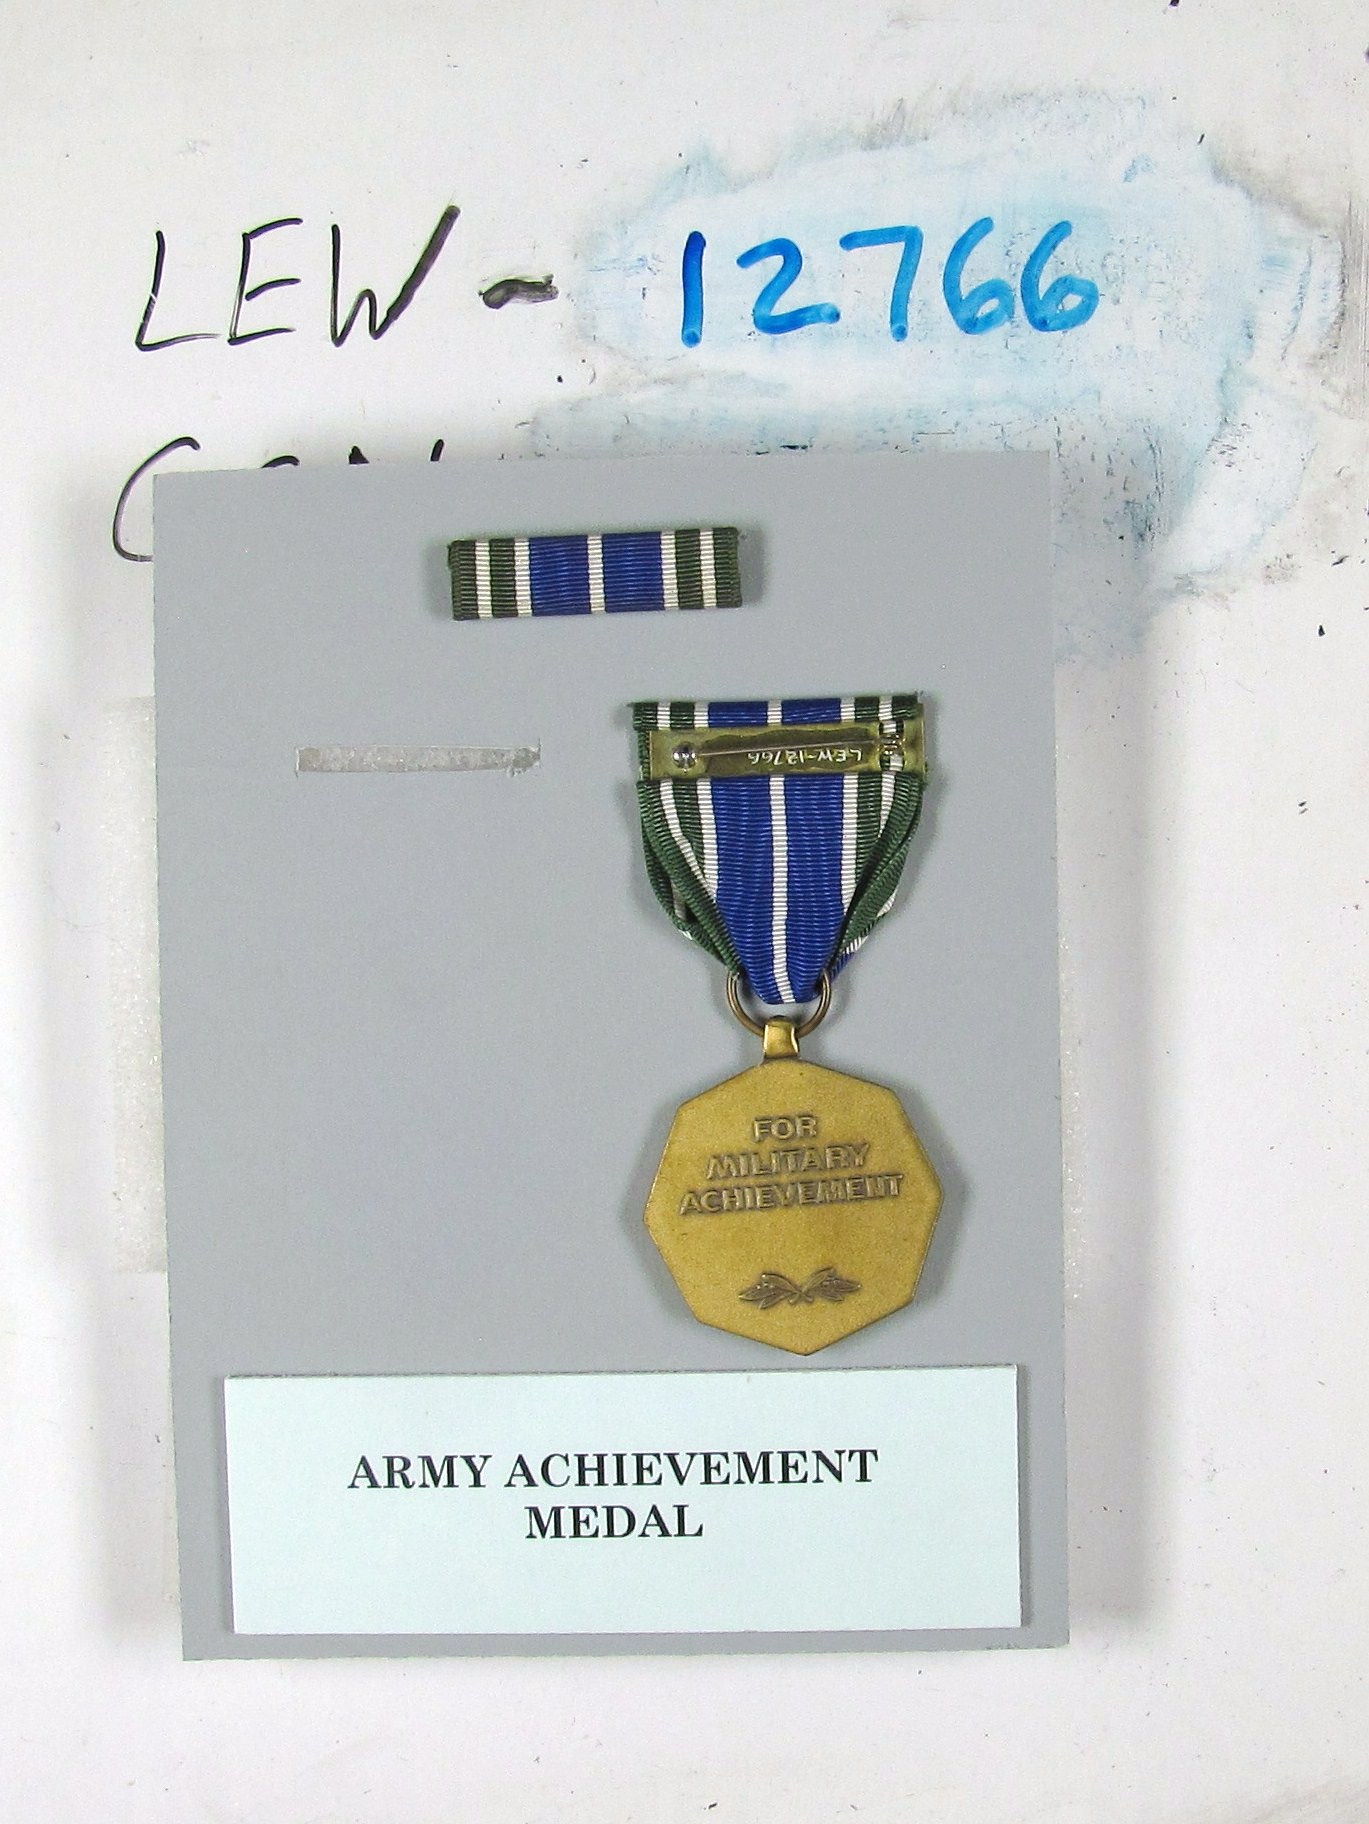 LEW - 12766
LEW-12766
FOR
MILITARY
ACHIEVEMENT
ARMY ACHIEVEMENT
MEDAL